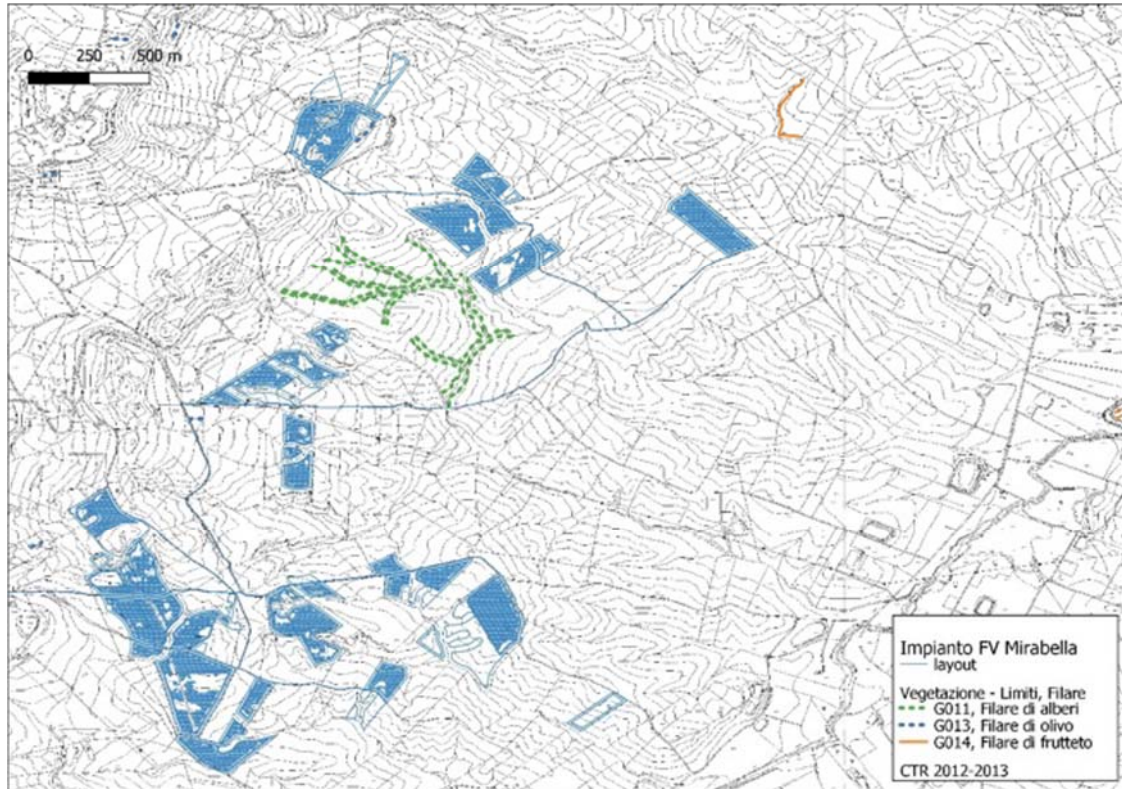 0 250 500 m
Impianto FV Mirabella
layout
Vegetazione - Limiti, Filare
G011, Filare di alberi
G013, Filare di olivo
G014, Filare di frutteto
CTR 2012-2013